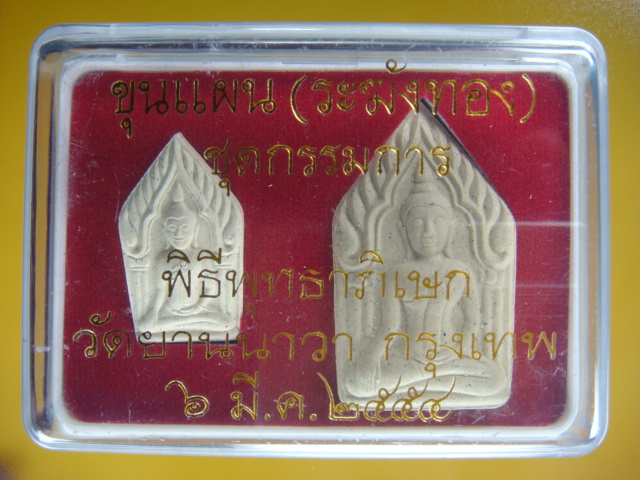 ขุนแผน (ระฆังทอง)
ชุดกรรมการ
พิธีพุทธาภิเษก
วัดยานนาวา กรุงเทพ
๖ มี.ค. ๒๕๕๔